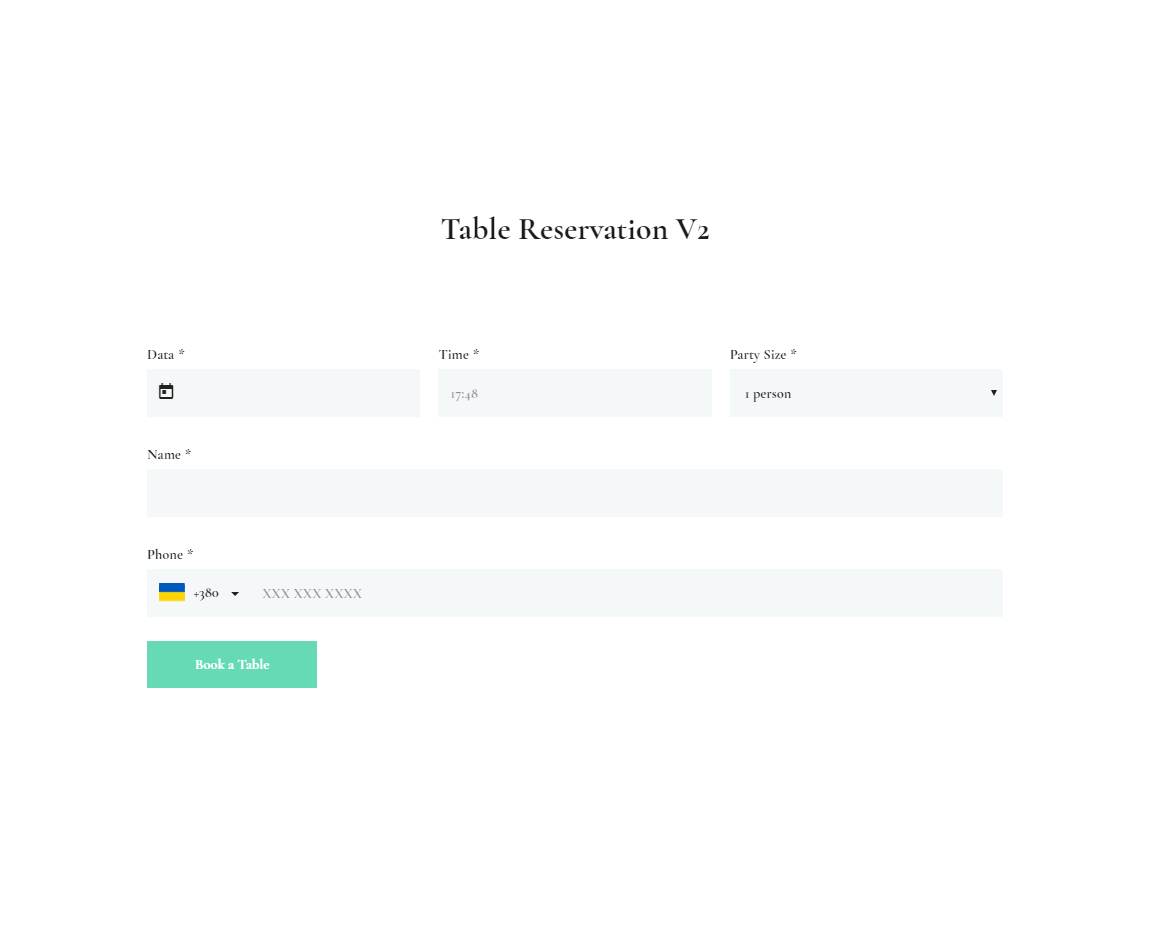 Table Reservation V2
Data * Time * Party Size *
17:48 1 person
Name *
Phone *
+380 XXX XXX XXXX
Book a Table